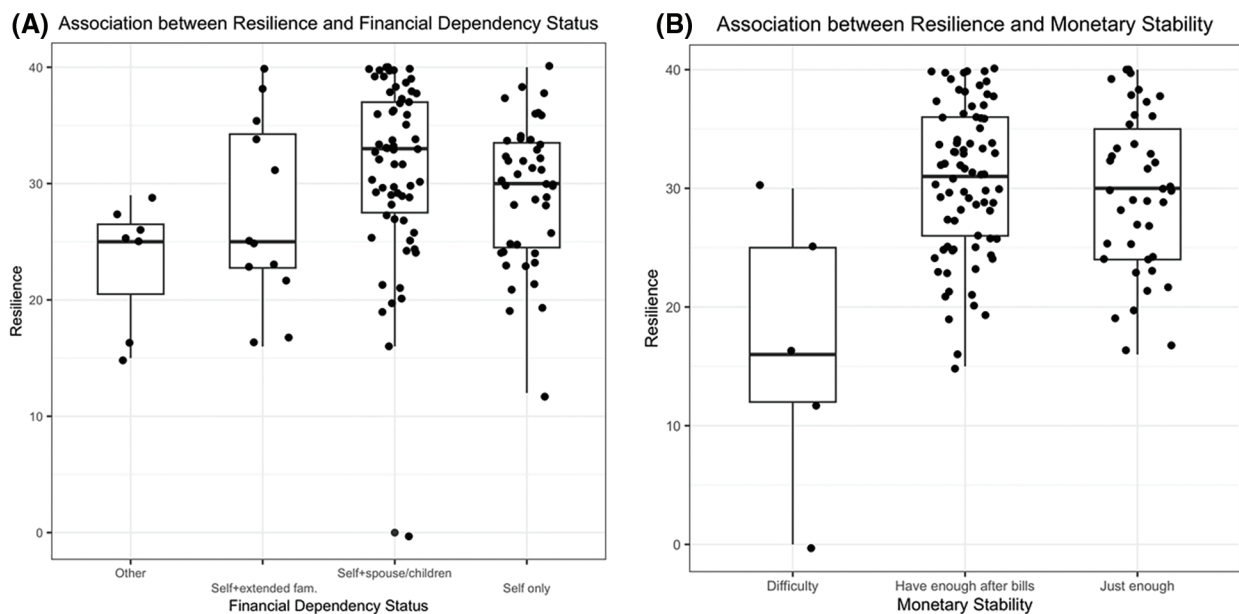 (A) Association between Resilience and Financial Dependency Status
40
30
20
10
0
Resilience
Other
Self+extended fam.
Self+spouse/children
Self only
Financial Dependency Status
(B) Association between Resilience and Monetary Stability
40
30
20
10
0
Resilience
Difficulty
Have enough after bills
Just enough
Monetary Stability